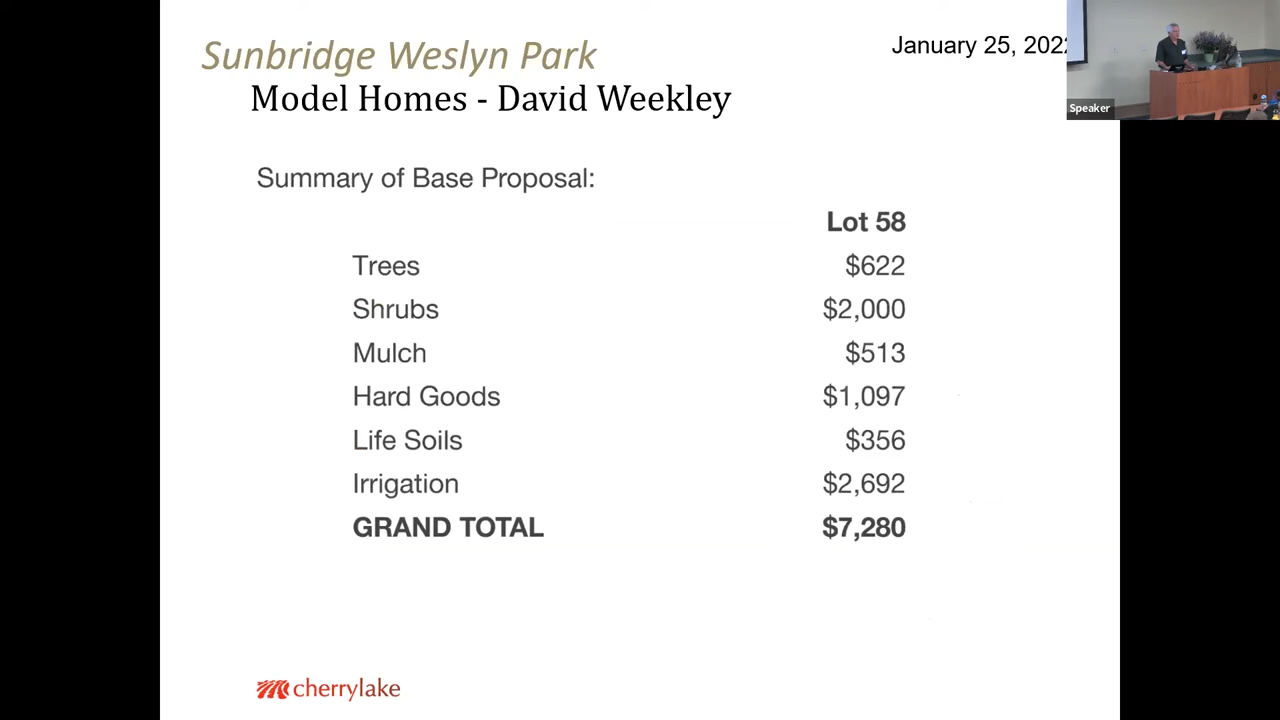 Sunbridge Weslyn Park
January 25, 202
Model Homes - David Weekley
Speaker
Summary of Base Proposal:
Lot 58
Trees $622
Shrubs $2,000
Mulch $513
Hard Goods $1,097
Life Soils $356
Irrigation $2,692
GRAND TOTAL $7,280
cherrylake